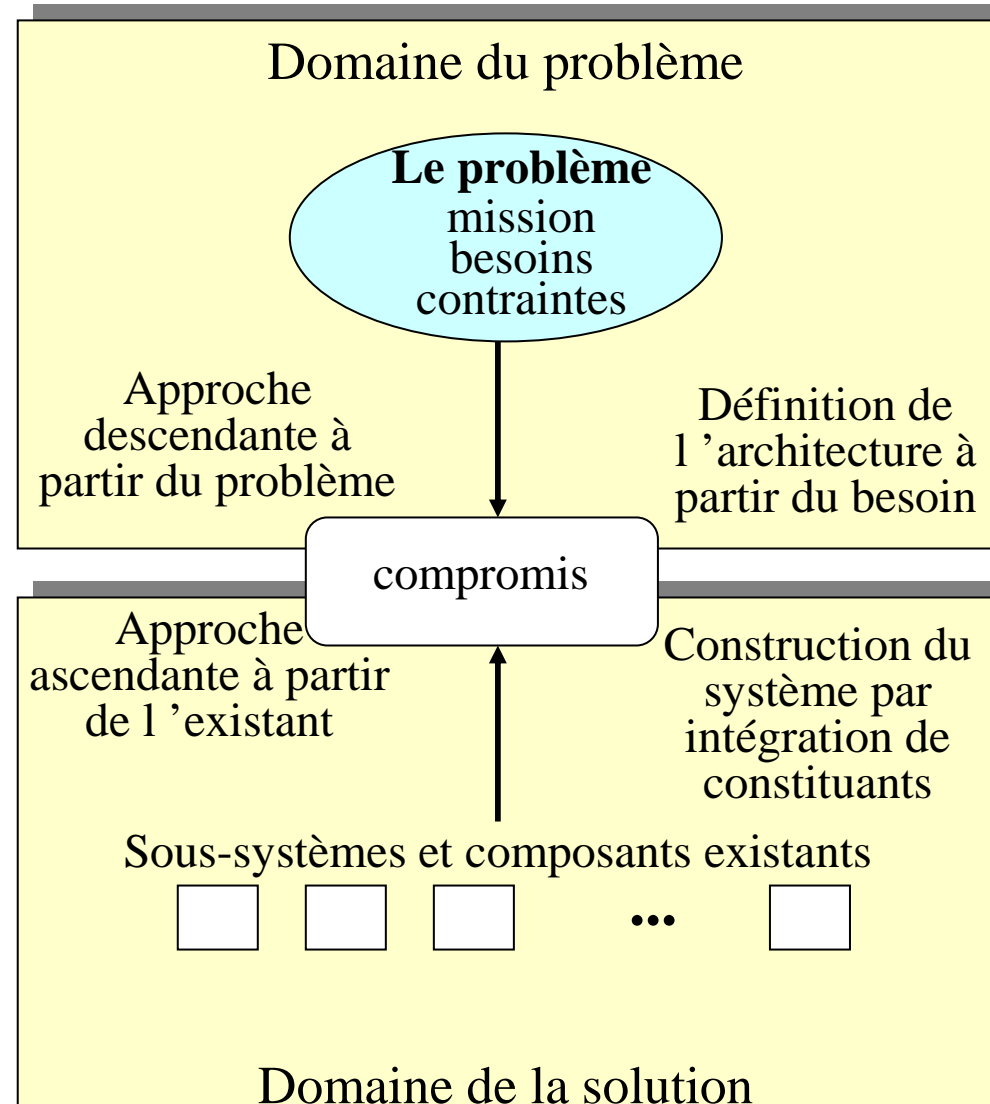 Domaine du problème
Le problème
mission
besoins
contraintes
Approche
descendante à
partir du problème
Définition de
l ’architecture à
partir du besoin
compromis
Approche
ascendante à partir
de l ’existant
Construction du
système par
intégration de
constituants
Sous-systèmes et composants existants
...
Domaine de la solution